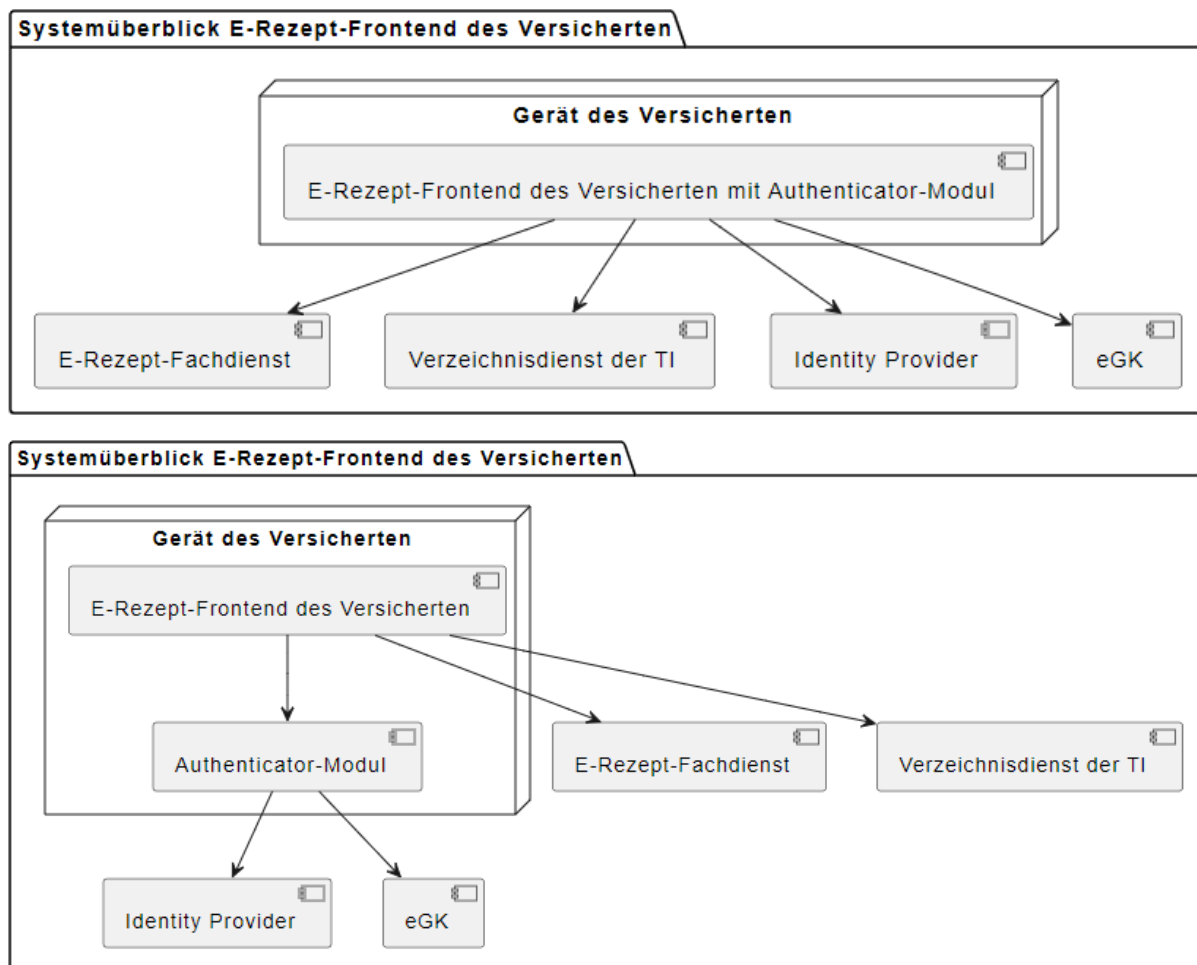 Systemüberblick E-Rezept-Frontend des Versicherten
Gerät des Versicherten
E-Rezept-Frontend des Versicherten mit Authenticator-Modul
E-Rezept-Fachdienst
Verzeichnisdienst der TI
Identity Provider
eGK
Systemüberblick E-Rezept-Frontend des Versicherten
Gerät des Versicherten
E-Rezept-Frontend des Versicherten
Authenticator-Modul
E-Rezept-Fachdienst
Verzeichnisdienst der TI
Identity Provider
eGK